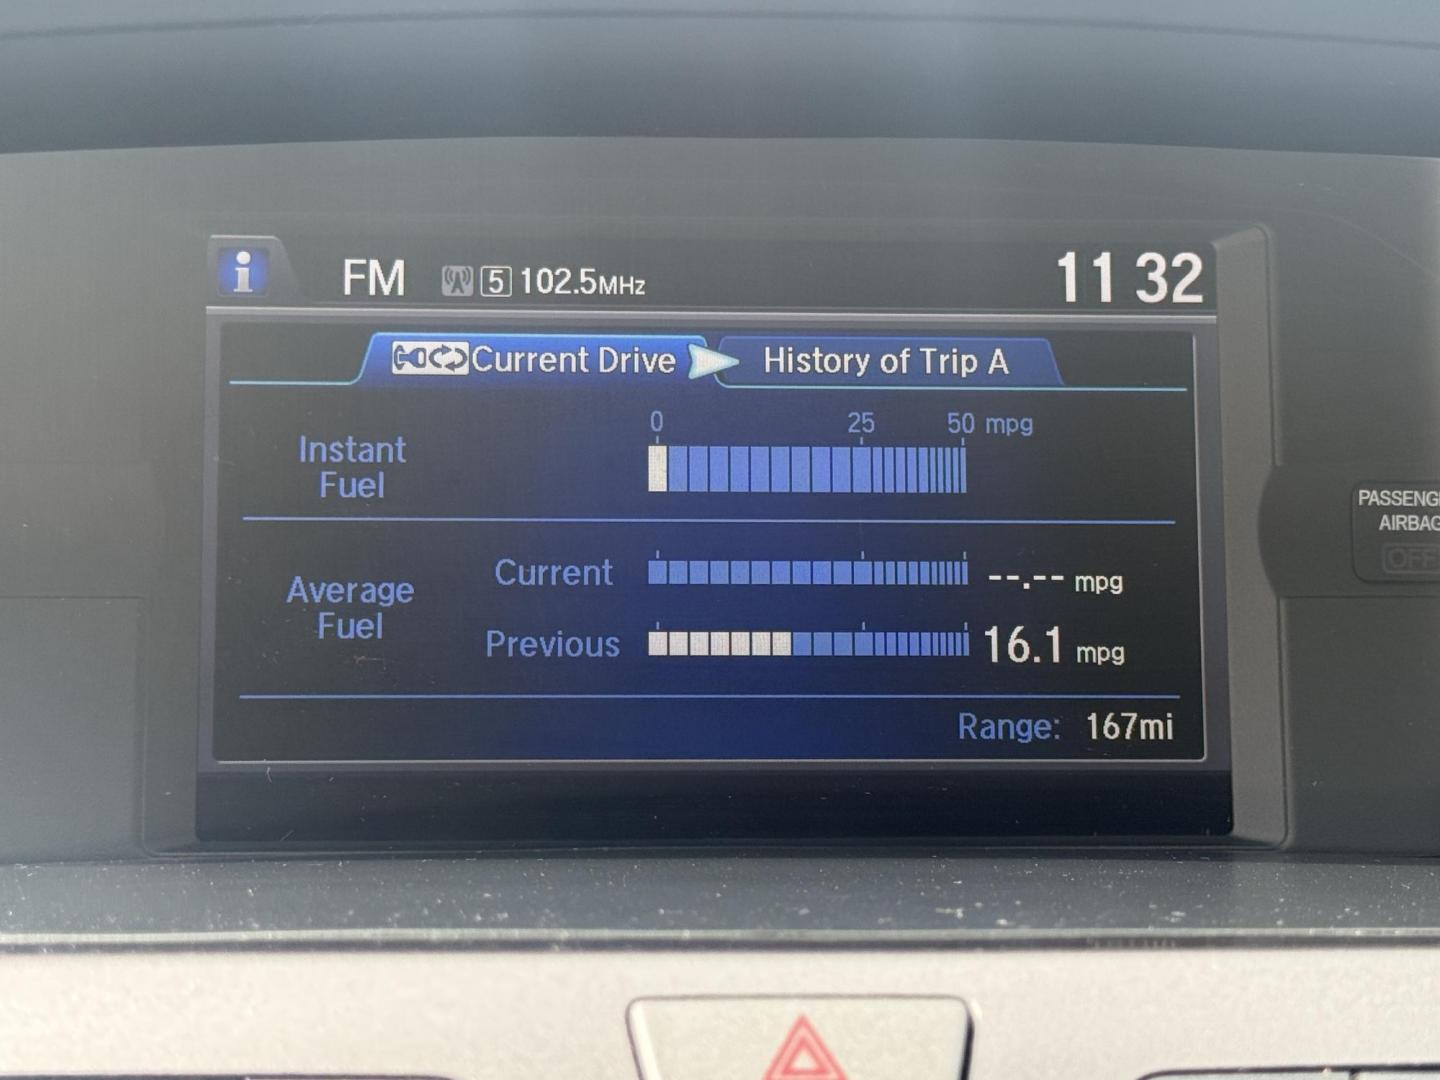 i FM 5 102.5MHz 11 32
Current Drive History of Trip A
0 25 50 mpg
Instant
Fuel
Average
Fuel
Current --.-- mpg
Previous 16.1 mpg
Range: 167mi
PASSENG
AIRBAG
OFF